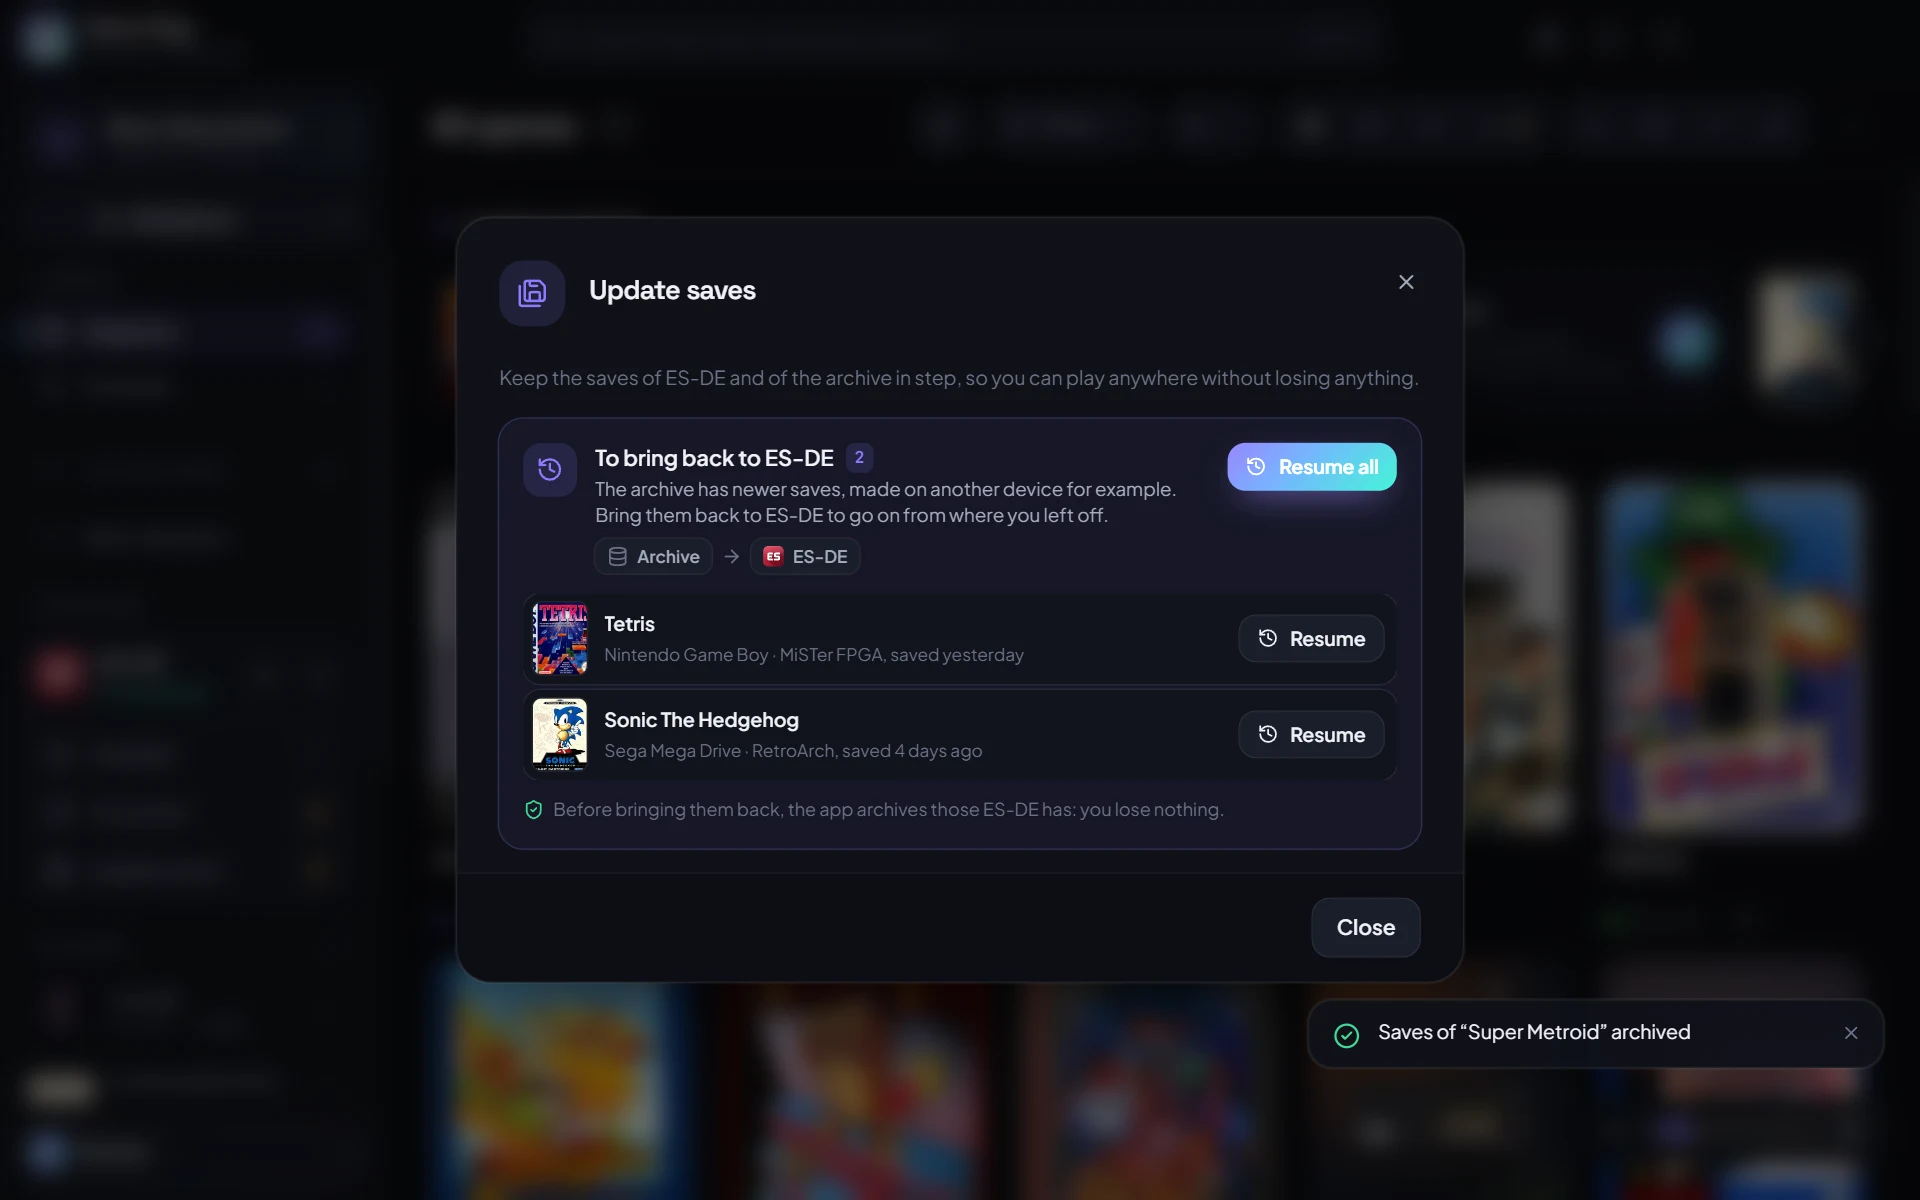 Update saves
Keep the saves of ES-DE and of the archive in step, so you can play anywhere without losing anything.
To bring back to ES-DE 2
Resume all
The archive has newer saves, made on another device for example.
Bring them back to ES-DE to go on from where you left off.
Archive → ES ES-DE
TETRIS
Tetris
Nintendo Game Boy · MiSTer FPGA, saved yesterday
Resume
SONIC
Sonic The Hedgehog
Sega Mega Drive · RetroArch, saved 4 days ago
Resume
Before bringing them back, the app archives those ES-DE has: you lose nothing.
Close
Saves of “Super Metroid” archived